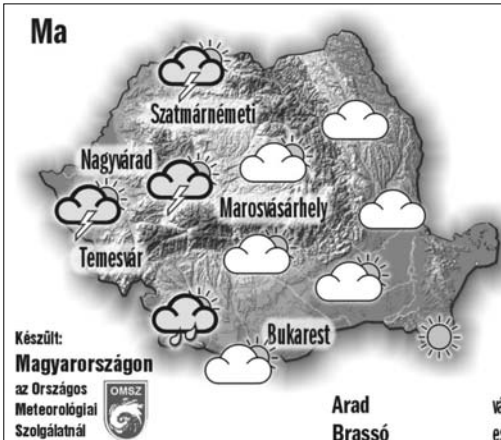 Ma
Szatmárnémeti
Nagyvárad
Marosvásárhely
Temesvár
Bukarest
Készült:
Magyarországon
az Országos
Meteorológiai
Szolgálatnál
OMSZ
Arad
Brassó